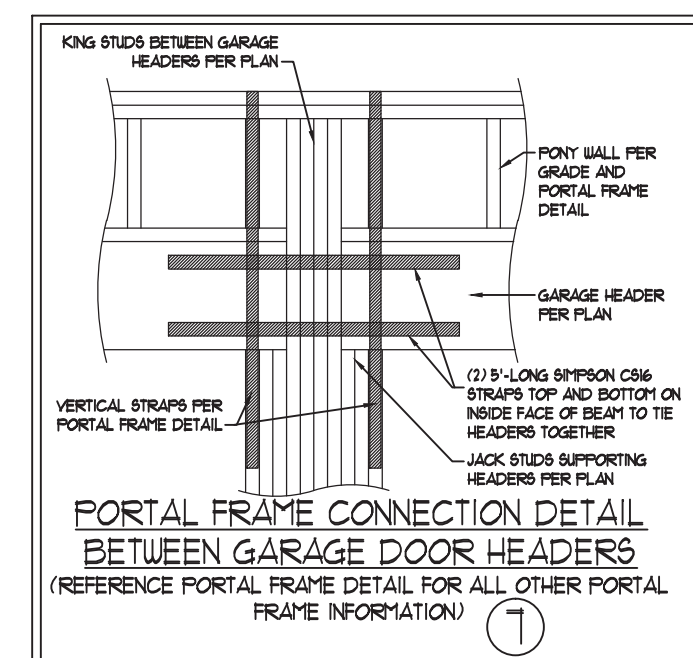 KING STUDS BETWEEN GARAGE
HEADERS PER PLAN
PONY WALL PER
GRADE AND
PORTAL FRAME
DETAIL
GARAGE HEADER
PER PLAN
(2) 5'-LONG SIMPSON CS16
STRAPS TOP AND BOTTOM ON
INSIDE FACE OF BEAM TO TIE
HEADERS TOGETHER
VERTICAL STRAPS PER
PORTAL FRAME DETAIL
JACK STUDS SUPPORTING
HEADERS PER PLAN
PORTAL FRAME CONNECTION DETAIL
BETWEEN GARAGE DOOR HEADERS
(REFERENCE PORTAL FRAME DETAIL FOR ALL OTHER PORTAL
FRAME INFORMATION)
7